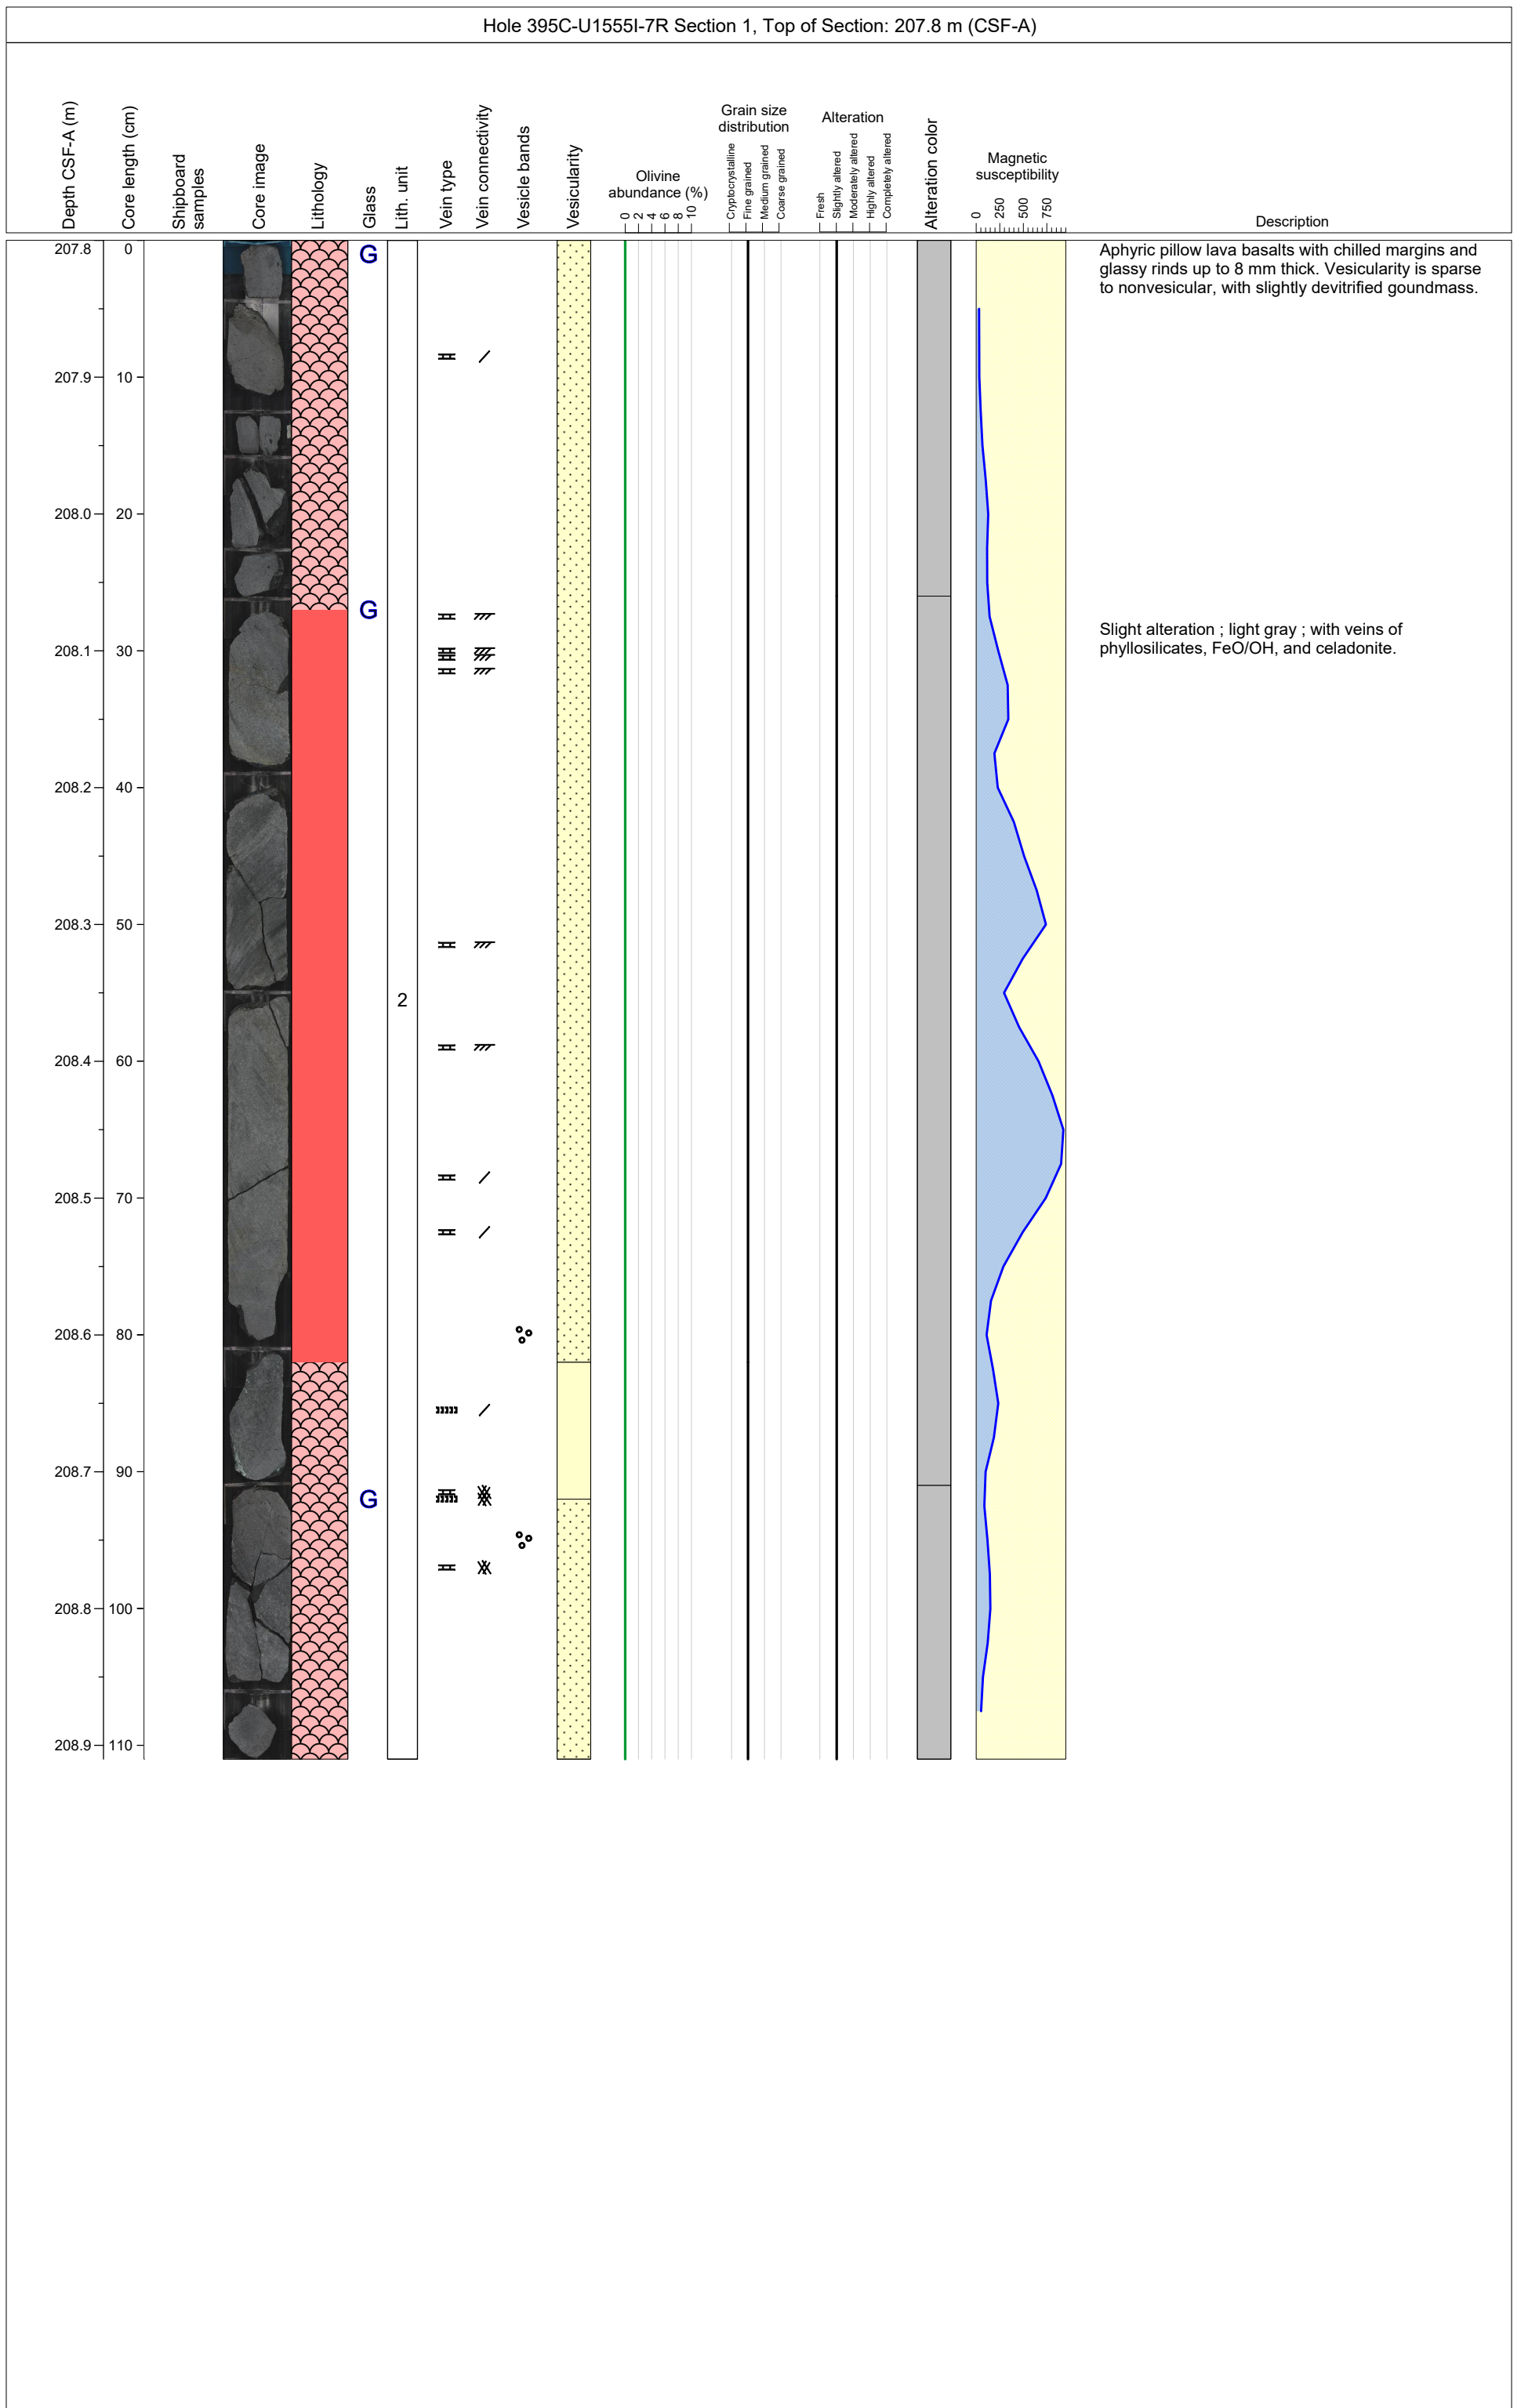 Hole 395C-U1555I-7R Section 1, Top of Section: 207.8 m (CSF-A)
Depth CSF-A (m)
Core length (cm)
Shipboard
samples
Core image
Lithology
Glass
Lith. unit
Vein type
Vein connectivity
Vesicle bands
Vesicularity
Olivine
abundance (%)
0 2 4 6 8 10
Grain size
distribution
Cryptocrystalline
Fine grained
Medium grained
Coarse grained
Alteration
Fresh
Slightly altered
Moderately altered
Highly altered
Completely altered
Alteration color
Magnetic
susceptibility
0 250 500 750
Description
207.8 0 G
Aphyric pillow lava basalts with chilled margins and
glassy rinds up to 8 mm thick. Vesicularity is sparse
to nonvesicular, with slightly devitrified goundmass.
207.9 10
208.0 20
G
Slight alteration ; light gray ; with veins of
phyllosilicates, FeO/OH, and celadonite.
208.1 30
208.2 40
208.3 50
2
208.4 60
208.5 70
208.6 80
208.7 90
G
208.8 100
208.9 110